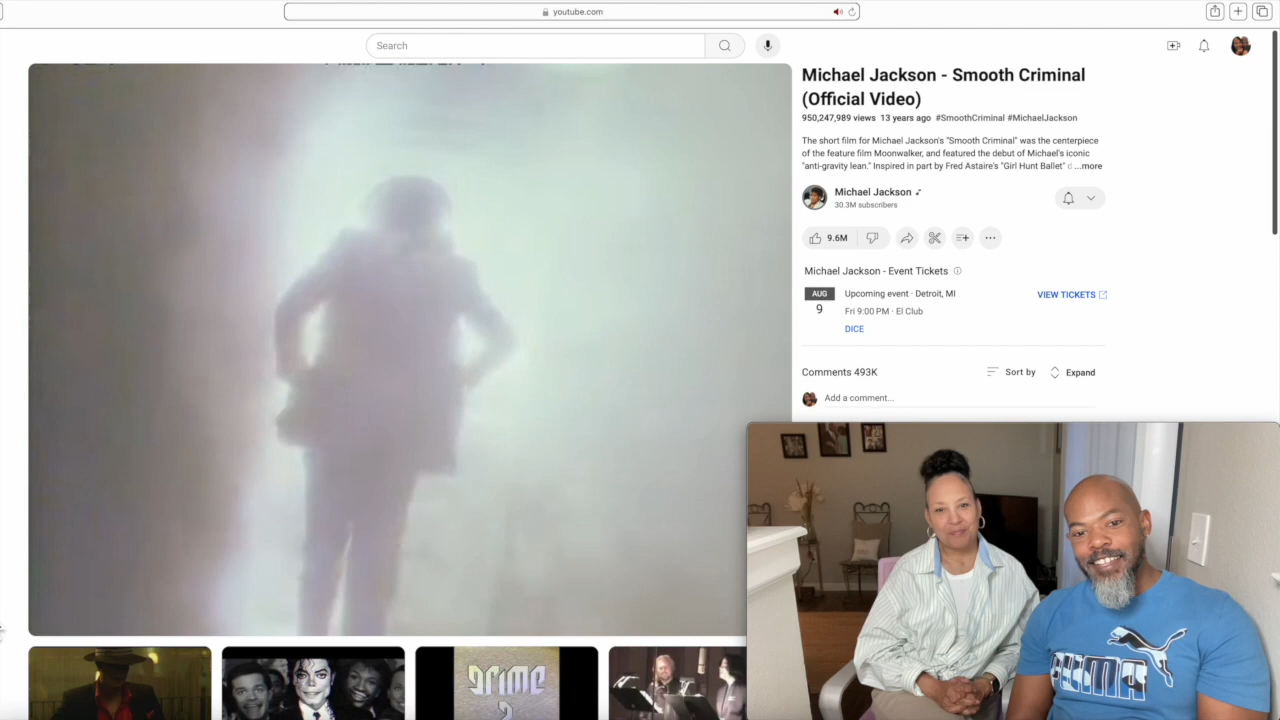 youtube.com
Search
Michael Jackson - Smooth Criminal
(Official Video)
950,247,989 views 13 years ago #SmoothCriminal #MichaelJackson
The short film for Michael Jackson's "Smooth Criminal" was the centerpiece
of the feature film Moonwalker, and featured the debut of Michael's iconic
"anti-gravity lean." Inspired in part by Fred Astaire's "Girl Hunt Ballet" d ...more
Michael Jackson
30.3M subscribers
9.6M
Michael Jackson - Event Tickets
AUG
9
Upcoming event · Detroit, MI
Fri 9:00 PM · El Club
DICE
VIEW TICKETS
Comments 493K
Sort by
Expand
Add a comment...
PUMA
prime
2